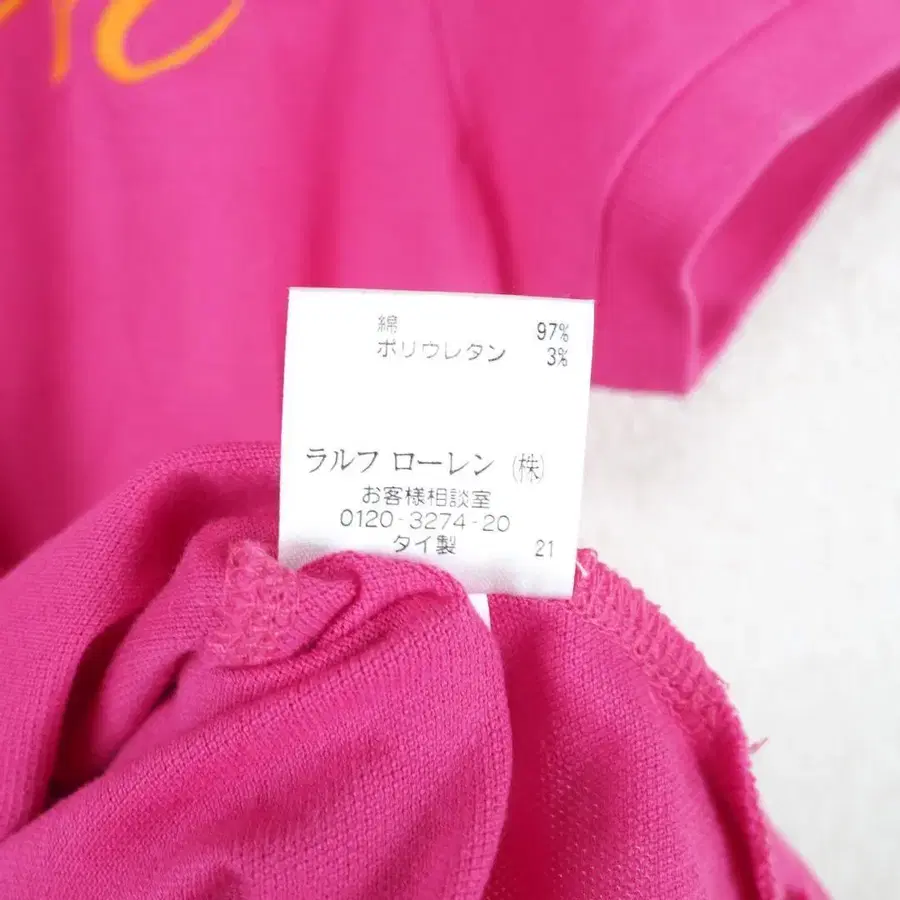 綿 97%
ポリウレタン 3%
ラルフ ローレン (株)
お客様相談室
0120-3274-20
タイ製 21